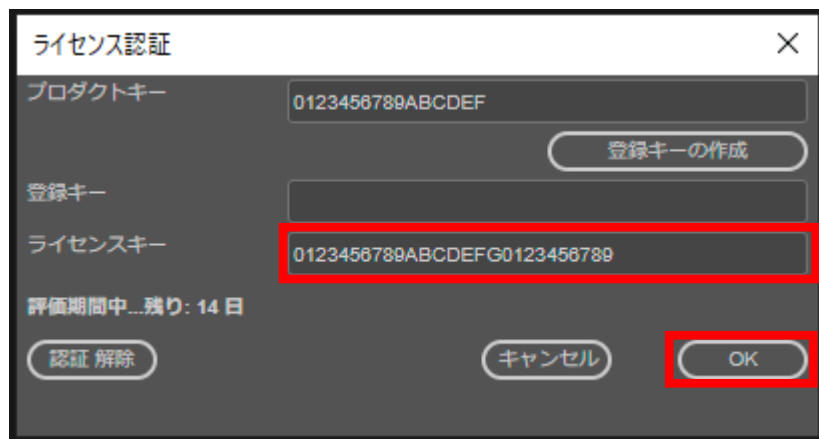 ライセンス認証
プロダクトキー
0123456789ABCDEF
登録キーの作成
登録キー
ライセンスキー
0123456789ABCDEFG0123456789
評価期間中...残り: 14 日
認証 解除
キャンセル
OK